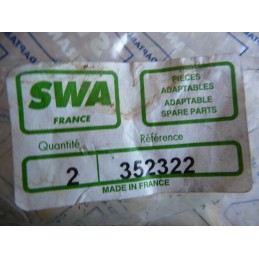 SWA
FRANCE
PIECES
ADAPTABLES
ADAPTABLE
SPARE PARTS
Quantité
Référence
2
352322
MADE IN FRANCE